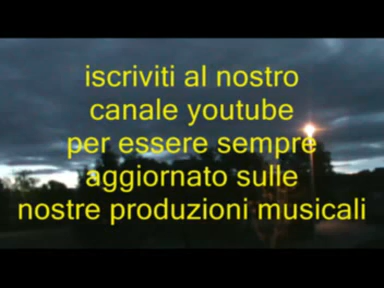 iscriviti al nostro
canale youtube
per essere sempre
aggiornato sulle
nostre produzioni musicali